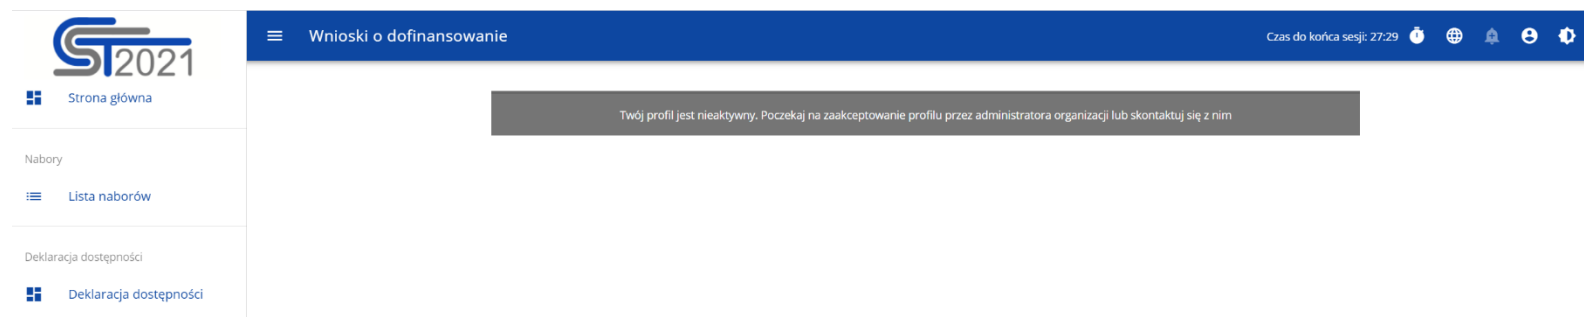 CST2021
Wnioski o dofinansowanie
Czas do końca sesji: 27:29
Strona główna
Twój profil jest nieaktywny. Poczekaj na zaakceptowanie profilu przez administratora organizacji lub skontaktuj się z nim
Nabory
Lista naborów
Deklaracja dostępności
Deklaracja dostępności